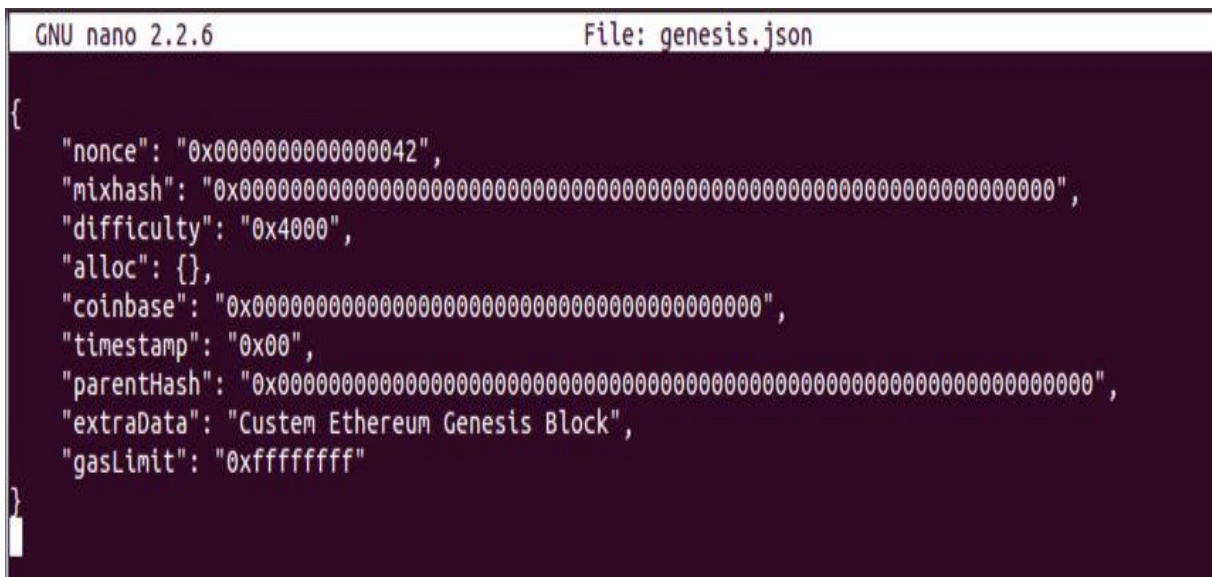 GNU nano 2.2.6 File: genesis.json
{
"nonce": "0x0000000000000042",
"mixhash": "0x0000000000000000000000000000000000000000000000000000000000000000",
"difficulty": "0x4000",
"alloc": {},
"coinbase": "0x0000000000000000000000000000000000000000",
"timestamp": "0x00",
"parentHash": "0x0000000000000000000000000000000000000000000000000000000000000000",
"extraData": "Custem Ethereum Genesis Block",
"gasLimit": "0xffffffff"
}